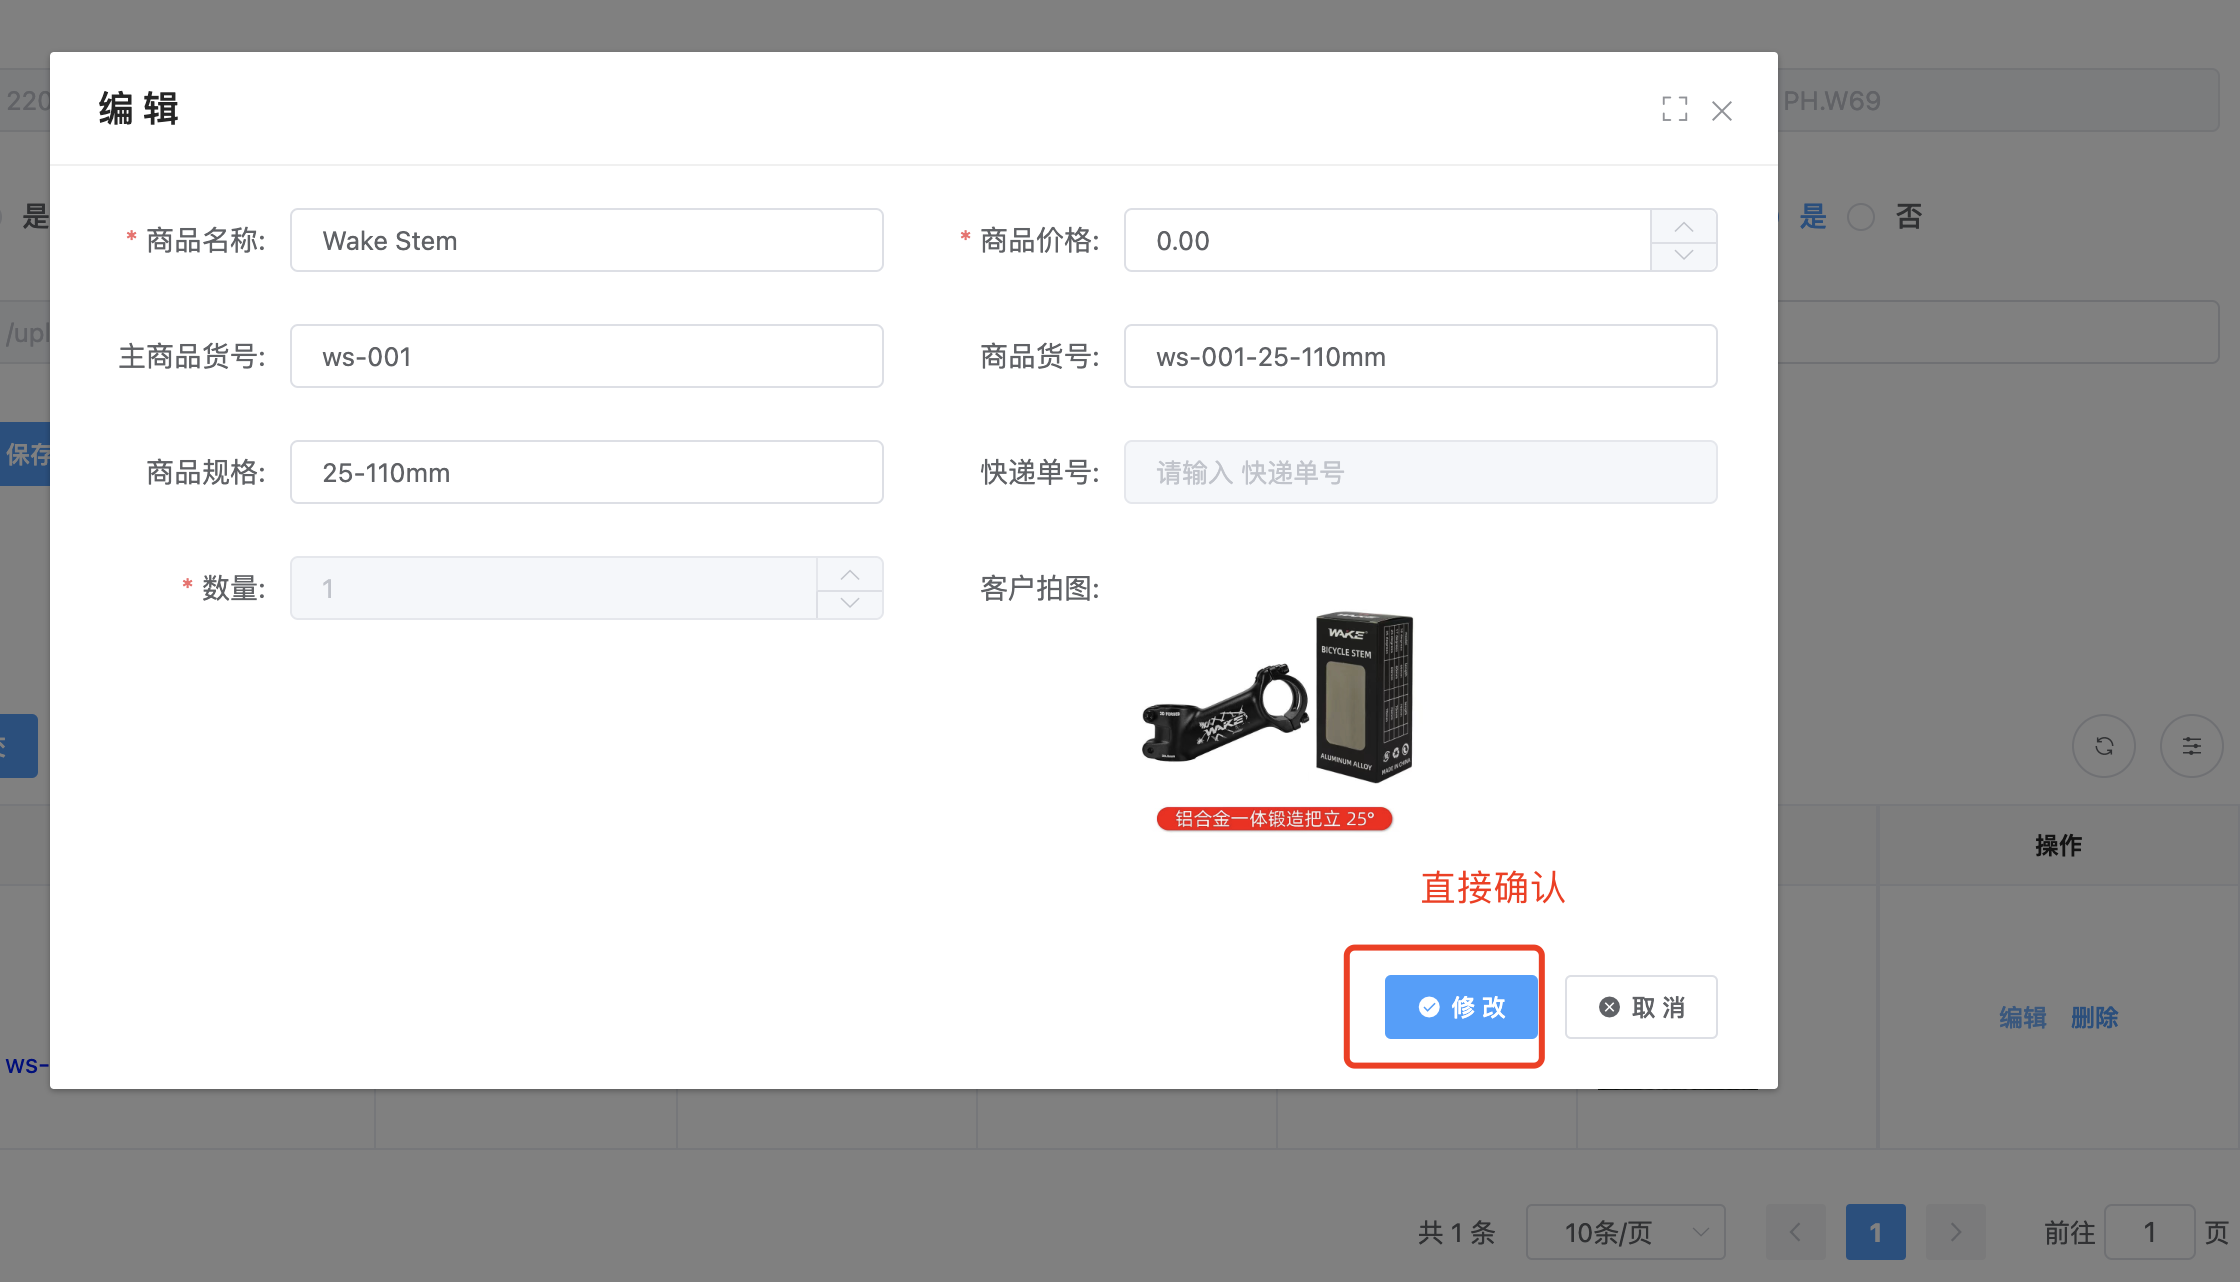 220
PH.W69
编 辑
是
是 否
* 商品名称: Wake Stem
* 商品价格: 0.00
/upl
主商品货号: ws-001
商品货号: ws-001-25-110mm
保存
商品规格: 25-110mm
快递单号: 请输入 快递单号
* 数量: 1
客户拍图:
WAKE
BICYCLE STEM
WAKE
ALUMINUM ALLOY
MADE IN CHINA
铝合金一体锻造把立 25°
操作
直接确认
修 改
取 消
编辑 删除
ws-
共 1 条 10条/页 1 前往 1 页